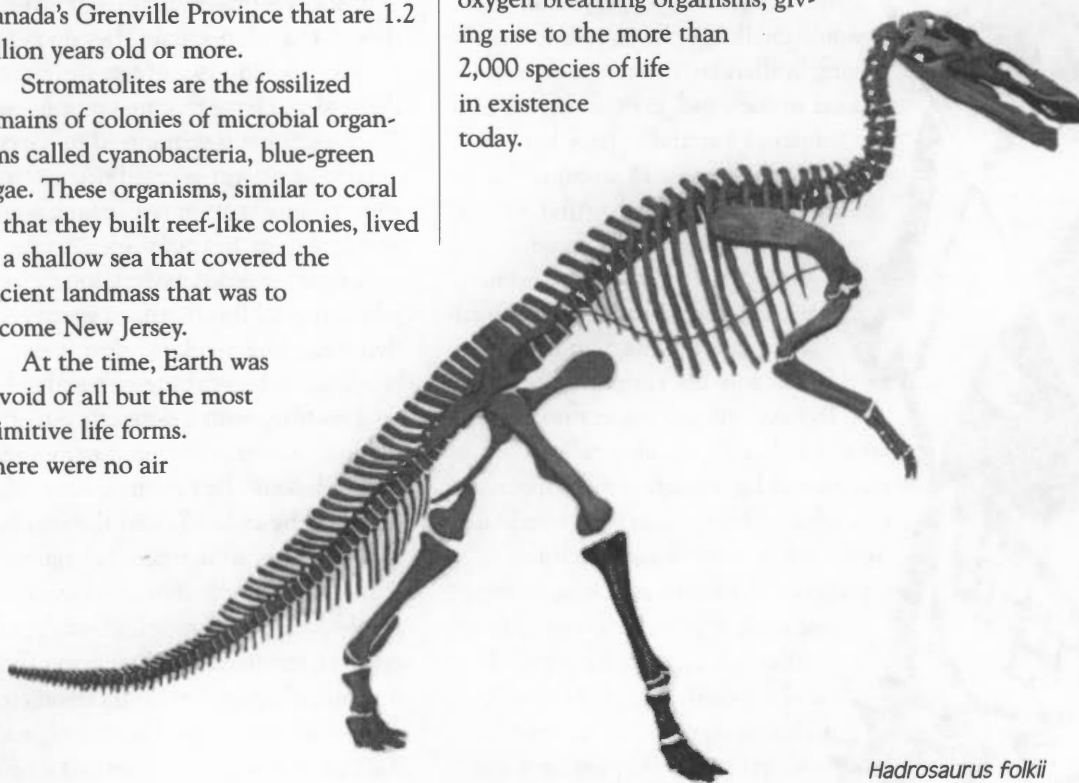 anada's Grenville Province that are 1.2
llion years old or more.
Stromatolites are the fossilized
mains of colonies of microbial organ-
ms called cyanobacteria, blue-green
gae. These organisms, similar to coral
that they built reef-like colonies, lived
a shallow sea that covered the
cient landmass that was to
come New Jersey.
At the time, Earth was
void of all but the most
imitive life forms.
here were no air
oxygen breathing organisms, giv-
ing rise to the more than
2,000 species of life
in existence
today.
Hadrosaurus folkii